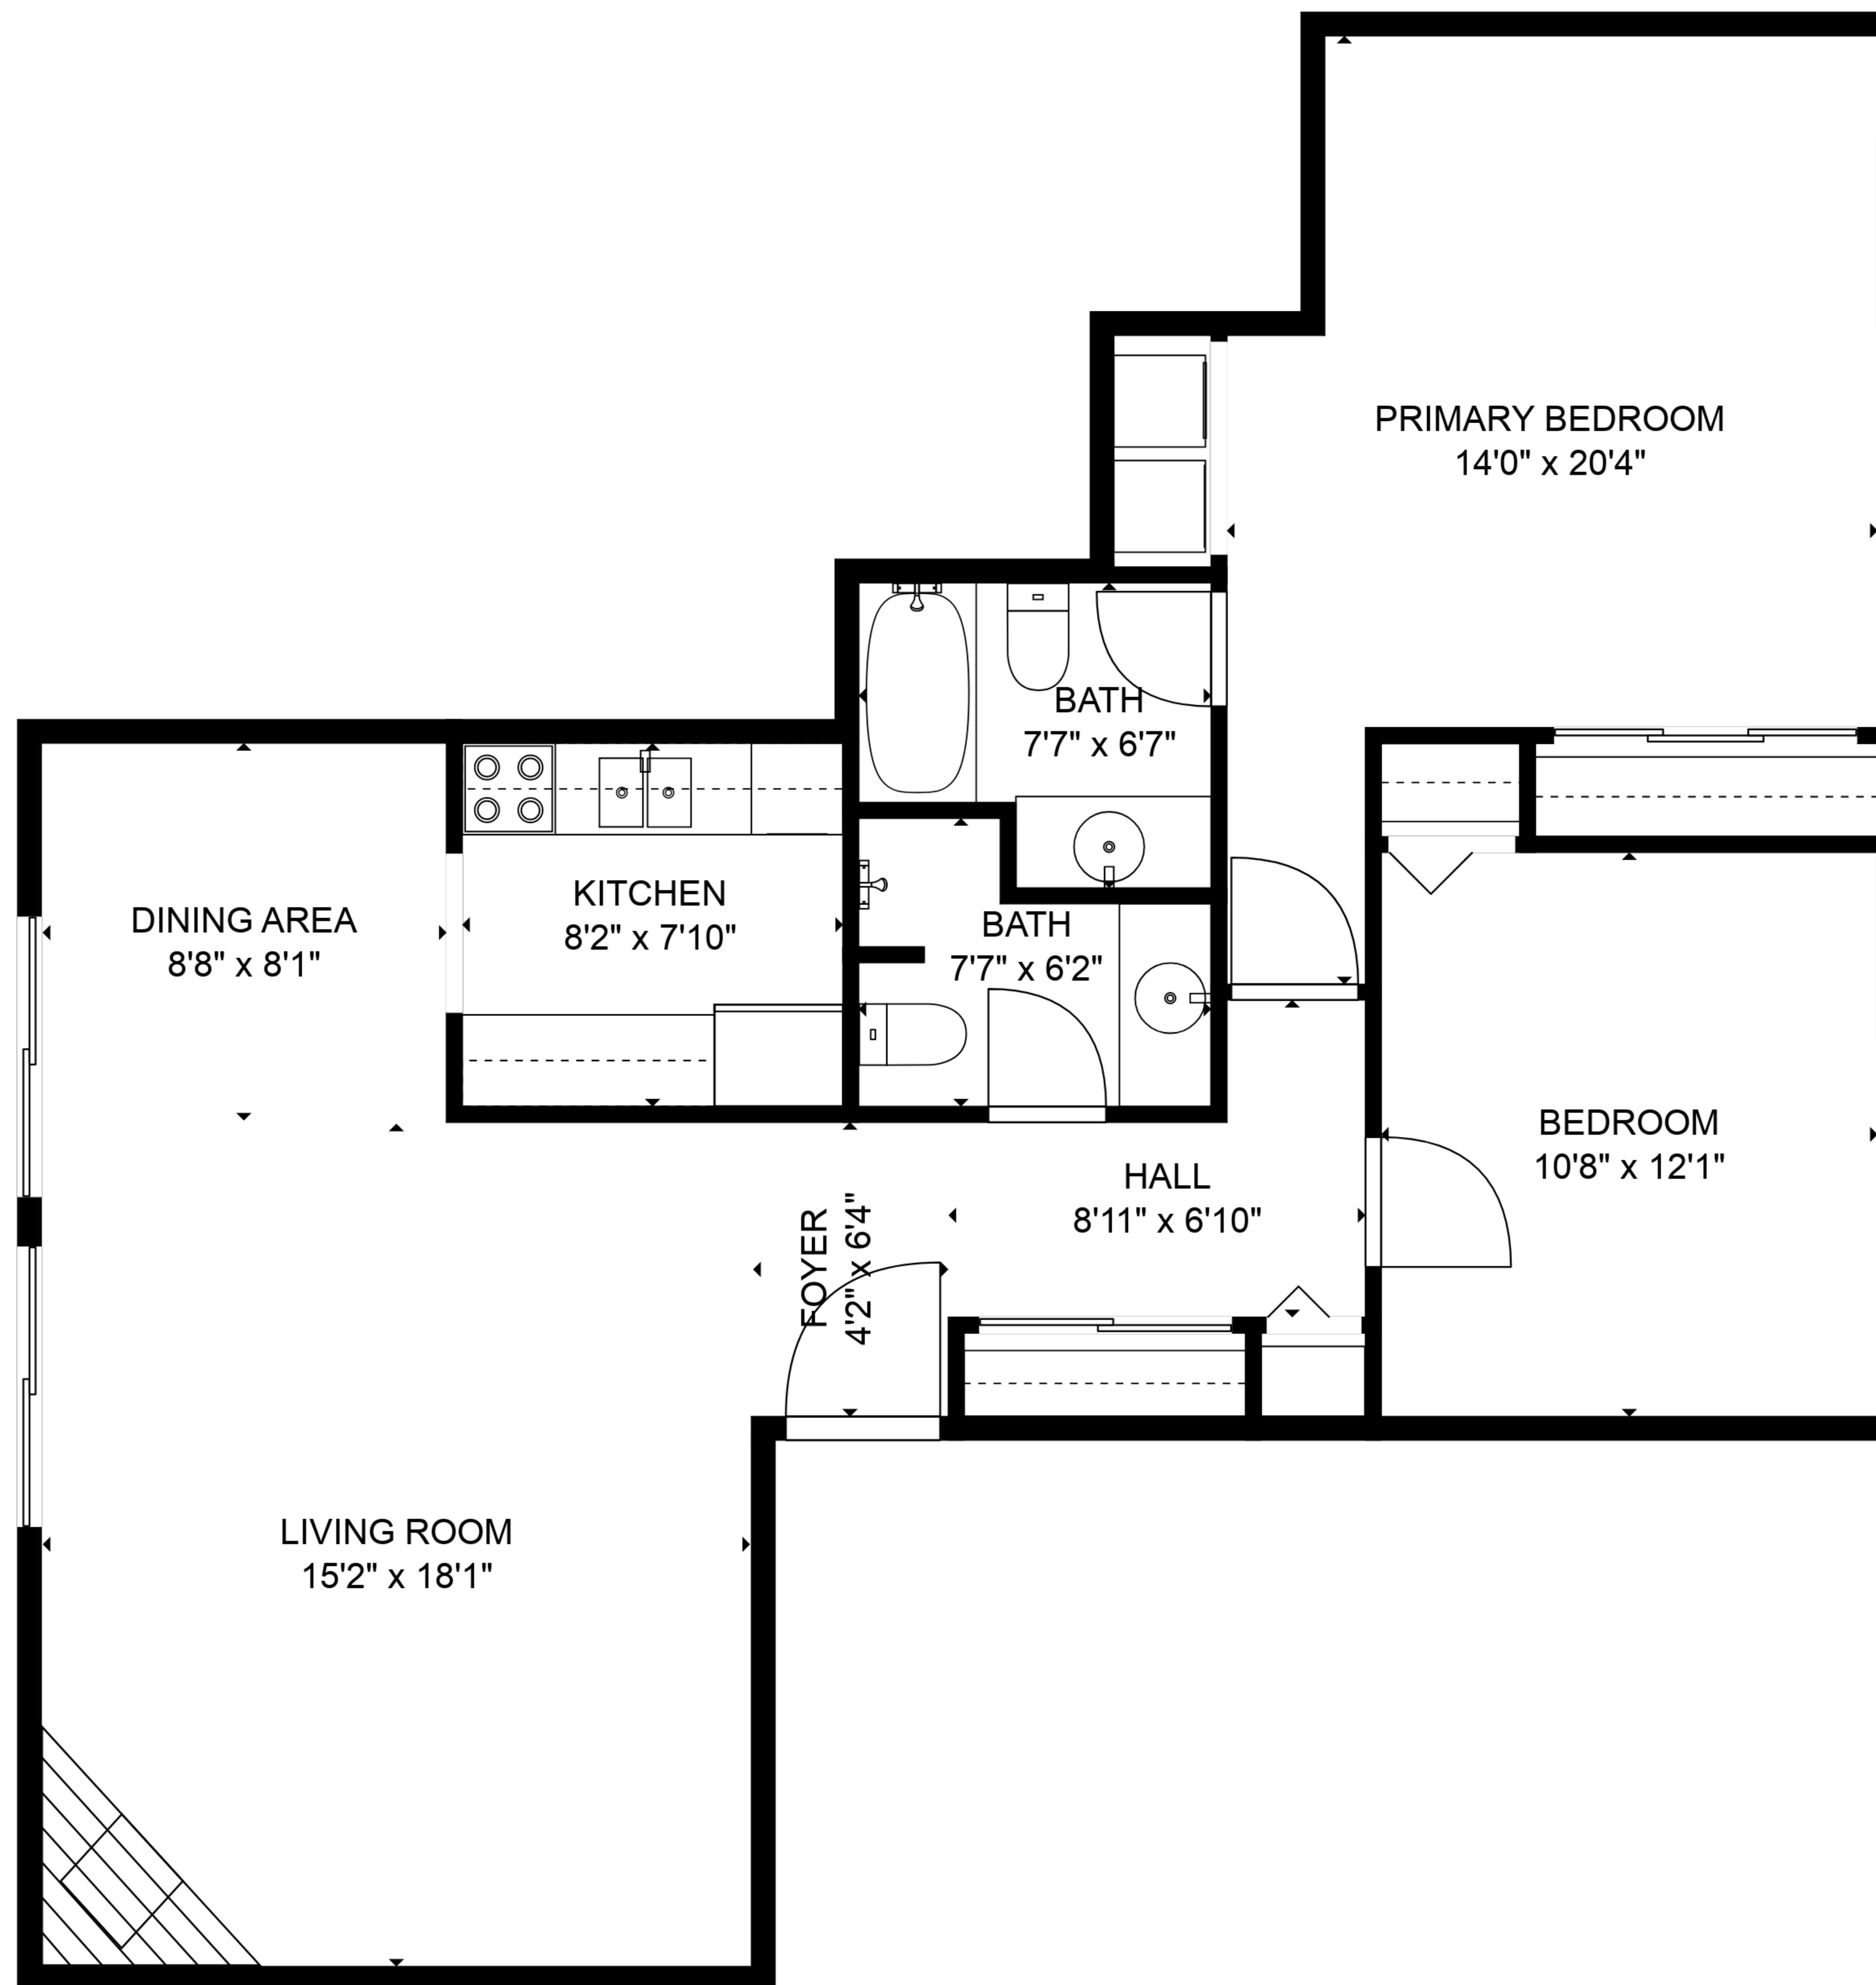 PRIMARY BEDROOM
14'0" x 20'4"
BATH
7'7" x 6'7"
KITCHEN
8'2" x 7'10"
DINING AREA
8'8" x 8'1"
BATH
7'7" x 6'2"
BEDROOM
10'8" x 12'1"
HALL
8'11" x 6'10"
FOYER
4'2" x 6'4"
LIVING ROOM
15'2" x 18'1"